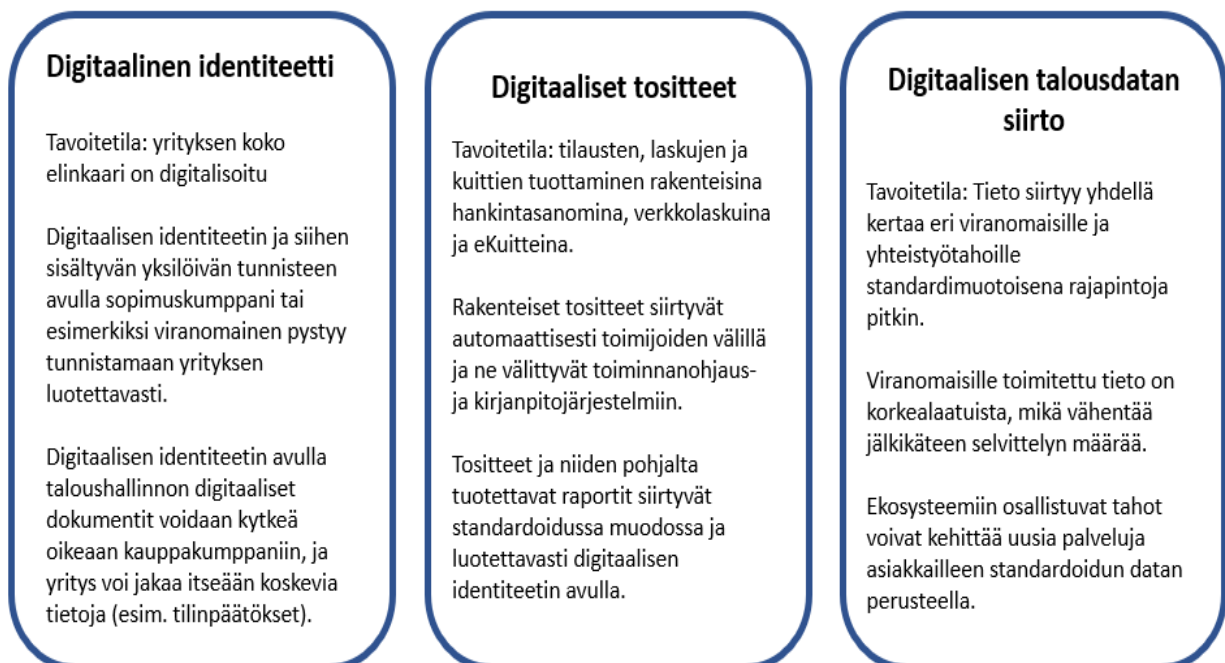 Digitaalinen identiteetti
Tavoitetila: yrityksen koko
elinkaari on digitalisoitu
Digitaalisen identiteetin ja siihen
sisältyvän yksilöivän tunnisteen
avulla sopimuskumppani tai
esimerkiksi viranomainen pystyy
tunnistamaan yrityksen
luotettavasti.
Digitaalisen identiteetin avulla
taloushallinnon digitaaliset
dokumentit voidaan kytkeä
oikeaan kauppakumppaniin, ja
yritys voi jakaa itseään koskevia
tietoja (esim. tilinpäätökset).
Digitaaliset tositteet
Tavoitetila: tilausten, laskujen ja
kuittien tuottaminen rakenteisina
hankintasanomina, verkkolaskuina
ja eKuitteina.
Rakenteiset tositteet siirtyvät
automaattisesti toimijoiden välillä
ja ne välittyvät toiminnanohjaus-
ja kirjanpitojärjestelmiin.
Tositteet ja niiden pohjalta
tuotettavat raportit siirtyvät
standardoidussa muodossa ja
luotettavasti digitaalisen
identiteetin avulla.
Digitaalisen talousdatan
siirto
Tavoitetila: Tieto siirtyy yhdellä
kertaa eri viranomaisille ja
yhteistyötahoille
standardimuotoisena rajapintoja
pitkin.
Viranomaisille toimitettu tieto on
korkealaatuista, mikä vähentää
jälkikäteen selvittelyn määrää.
Ekosysteemiin osallistuvat tahot
voivat kehittää uusia palveluja
asiakkailleen standardoidun datan
perusteella.